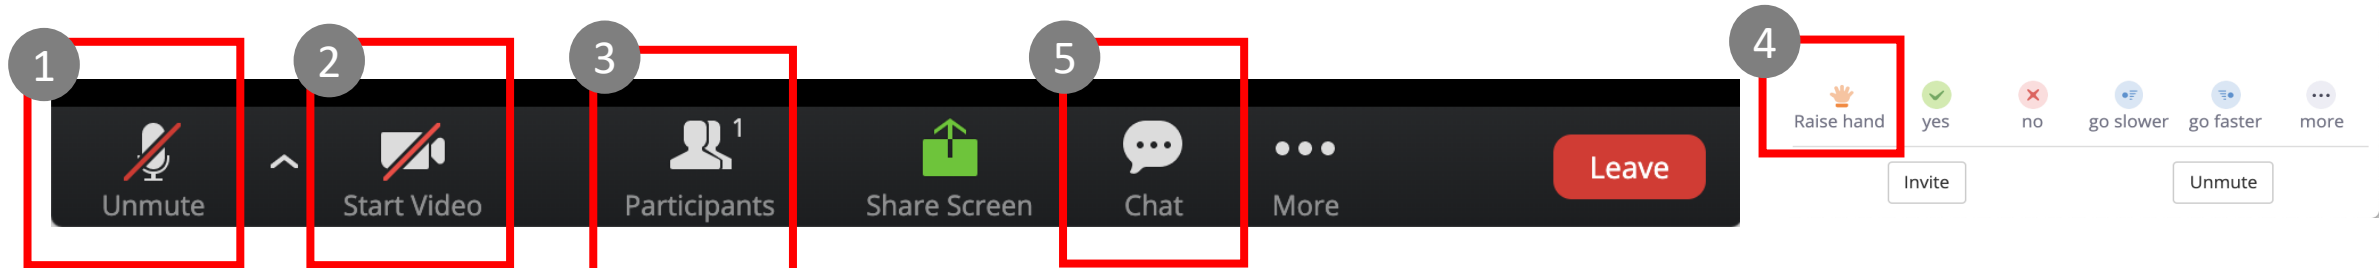 1
2
3
5
4
1
Unmute
Start Video
Participants
Share Screen
Chat
More
Leave
Raise hand
yes
no
go slower
go faster
more
Invite
Unmute